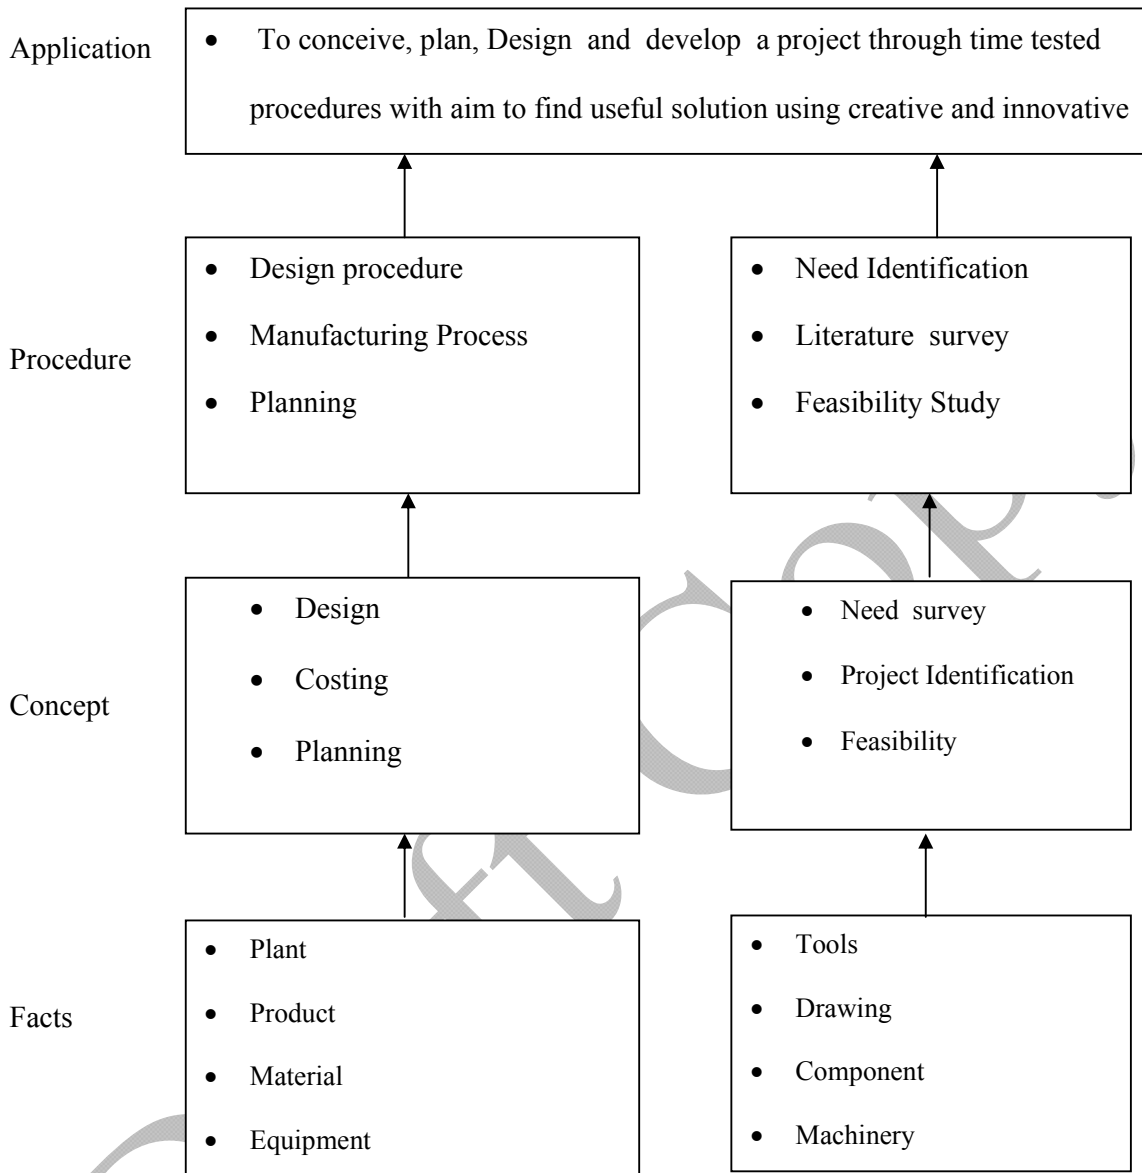 Application
• To conceive, plan, Design and develop a project through time tested
procedures with aim to find useful solution using creative and innovative
Procedure
• Design procedure
• Manufacturing Process
• Planning
• Need Identification
• Literature survey
• Feasibility Study
Concept
• Design
• Costing
• Planning
• Need survey
• Project Identification
• Feasibility
Facts
• Plant
• Product
• Material
• Equipment
• Tools
• Drawing
• Component
• Machinery